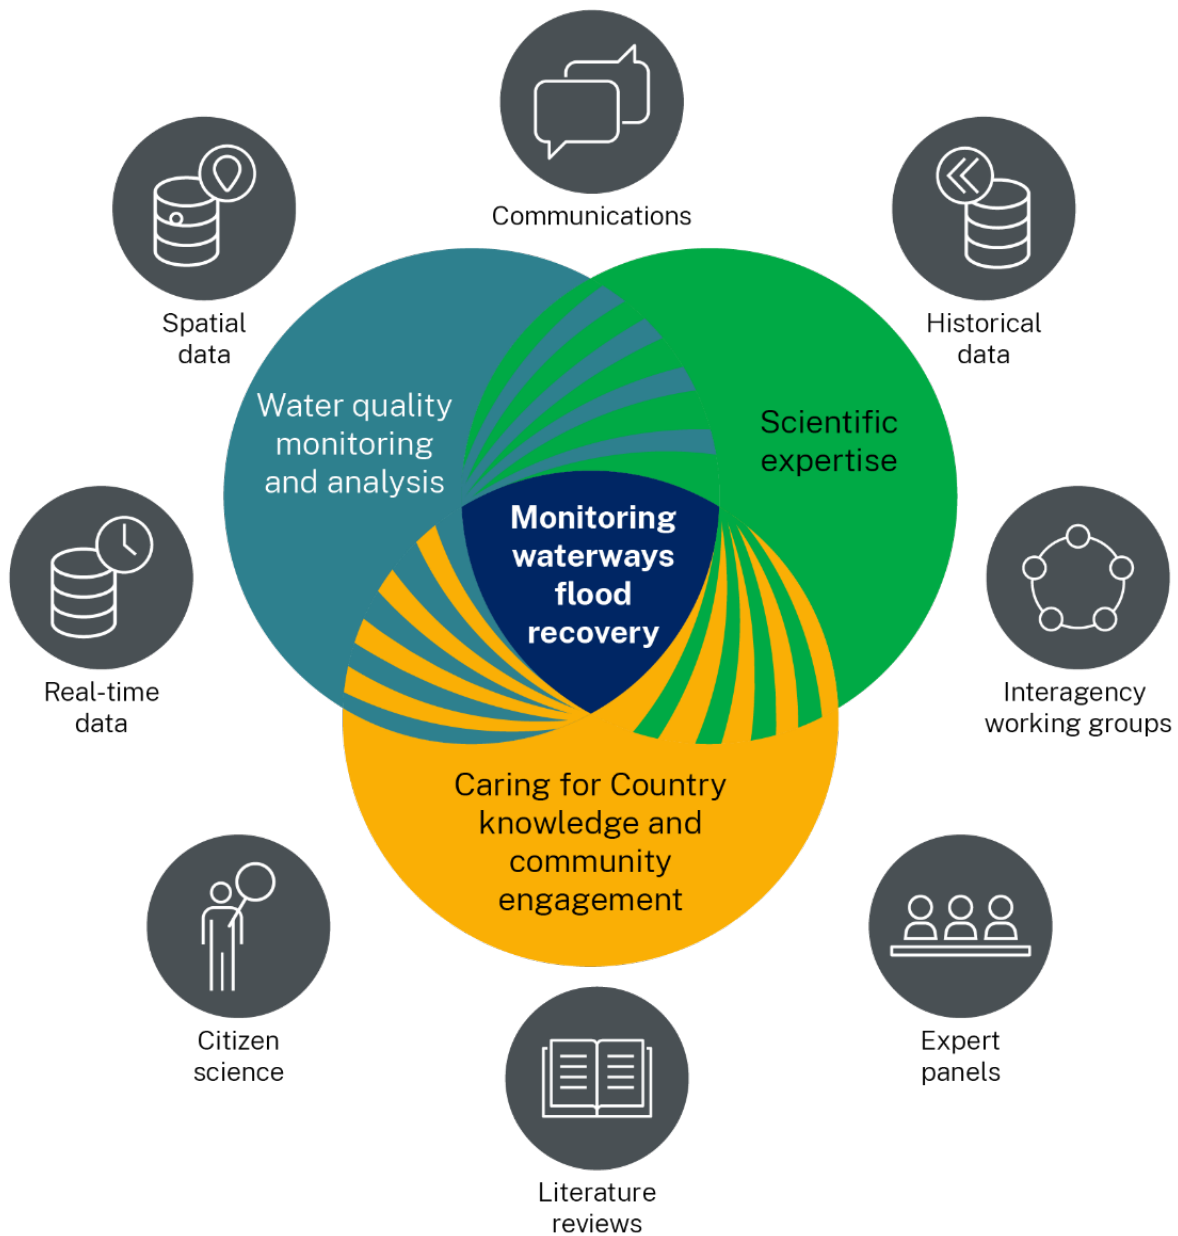 Communications
Spatial
data
Historical
data
Water quality
monitoring
and analysis
Scientific
expertise
Monitoring
waterways
flood
recovery
Real-time
data
Interagency
working groups
Caring for Country
knowledge and
community
engagement
Citizen
science
Expert
panels
Literature
reviews